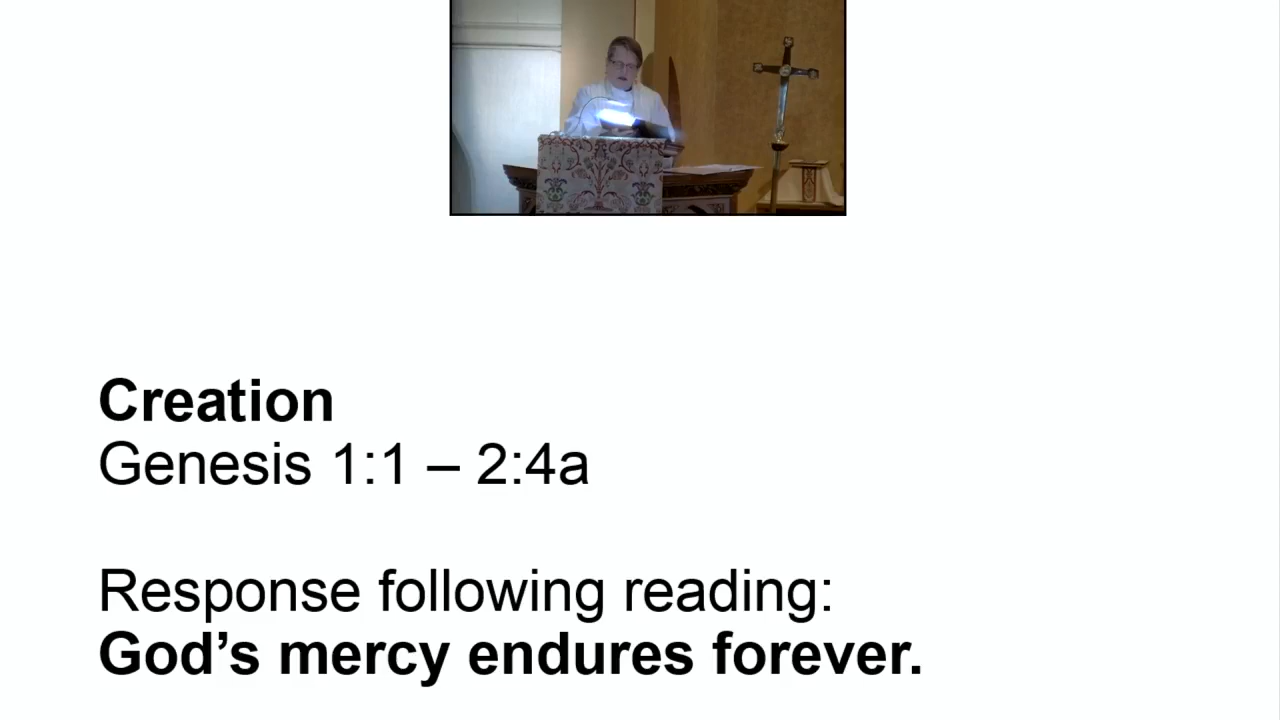 Creation
Genesis 1:1 – 2:4a
Response following reading:
God’s mercy endures forever.